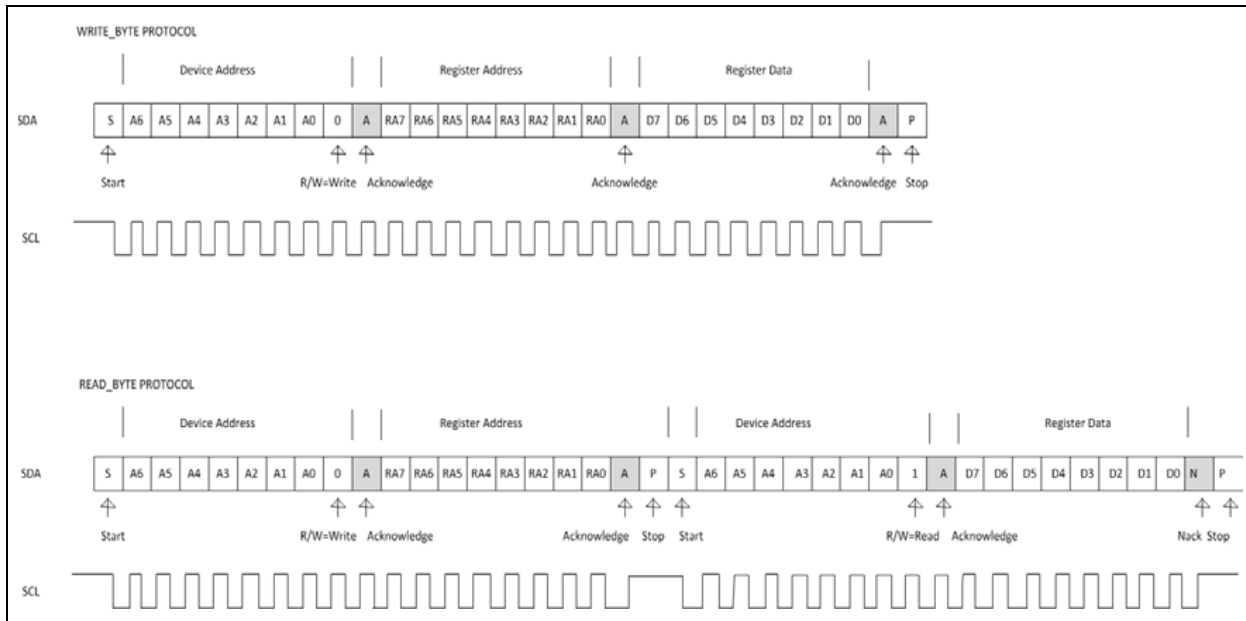 WRITE_BYTE PROTOCOL
Device Address Register Address Register Data
SDA S A6 A5 A4 A3 A2 A1 A0 0 A RA7 RA6 RA5 RA4 RA3 RA2 RA1 RA0 A D7 D6 D5 D4 D3 D2 D1 D0 A P
Start R/W=Write Acknowledge Acknowledge Acknowledge Stop
SCL
READ_BYTE PROTOCOL
Device Address Register Address Device Address Register Data
SDA S A6 A5 A4 A3 A2 A1 A0 0 A RA7 RA6 RA5 RA4 RA3 RA2 RA1 RA0 A P S A6 A5 A4 A3 A2 A1 A0 1 A D7 D6 D5 D4 D3 D2 D1 D0 N P
Start R/W=Write Acknowledge Acknowledge Stop Start R/W=Read Acknowledge Nack Stop
SCL